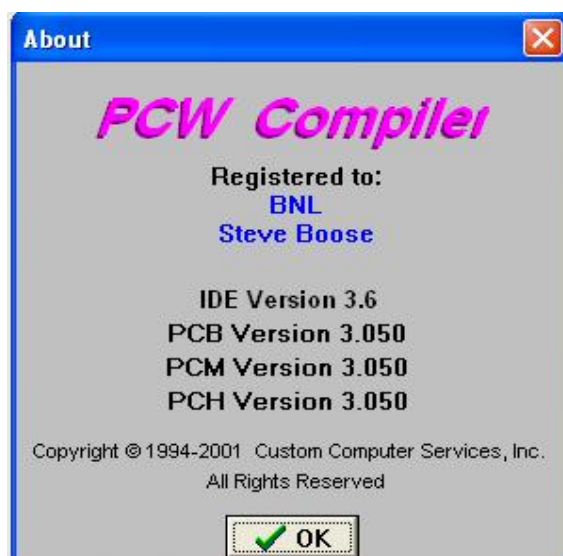 About
PCW Compiler
Registered to:
BNL
Steve Boose
IDE Version 3.6
PCB Version 3.050
PCM Version 3.050
PCH Version 3.050
Copyright © 1994-2001 Custom Computer Services, Inc.
All Rights Reserved
OK